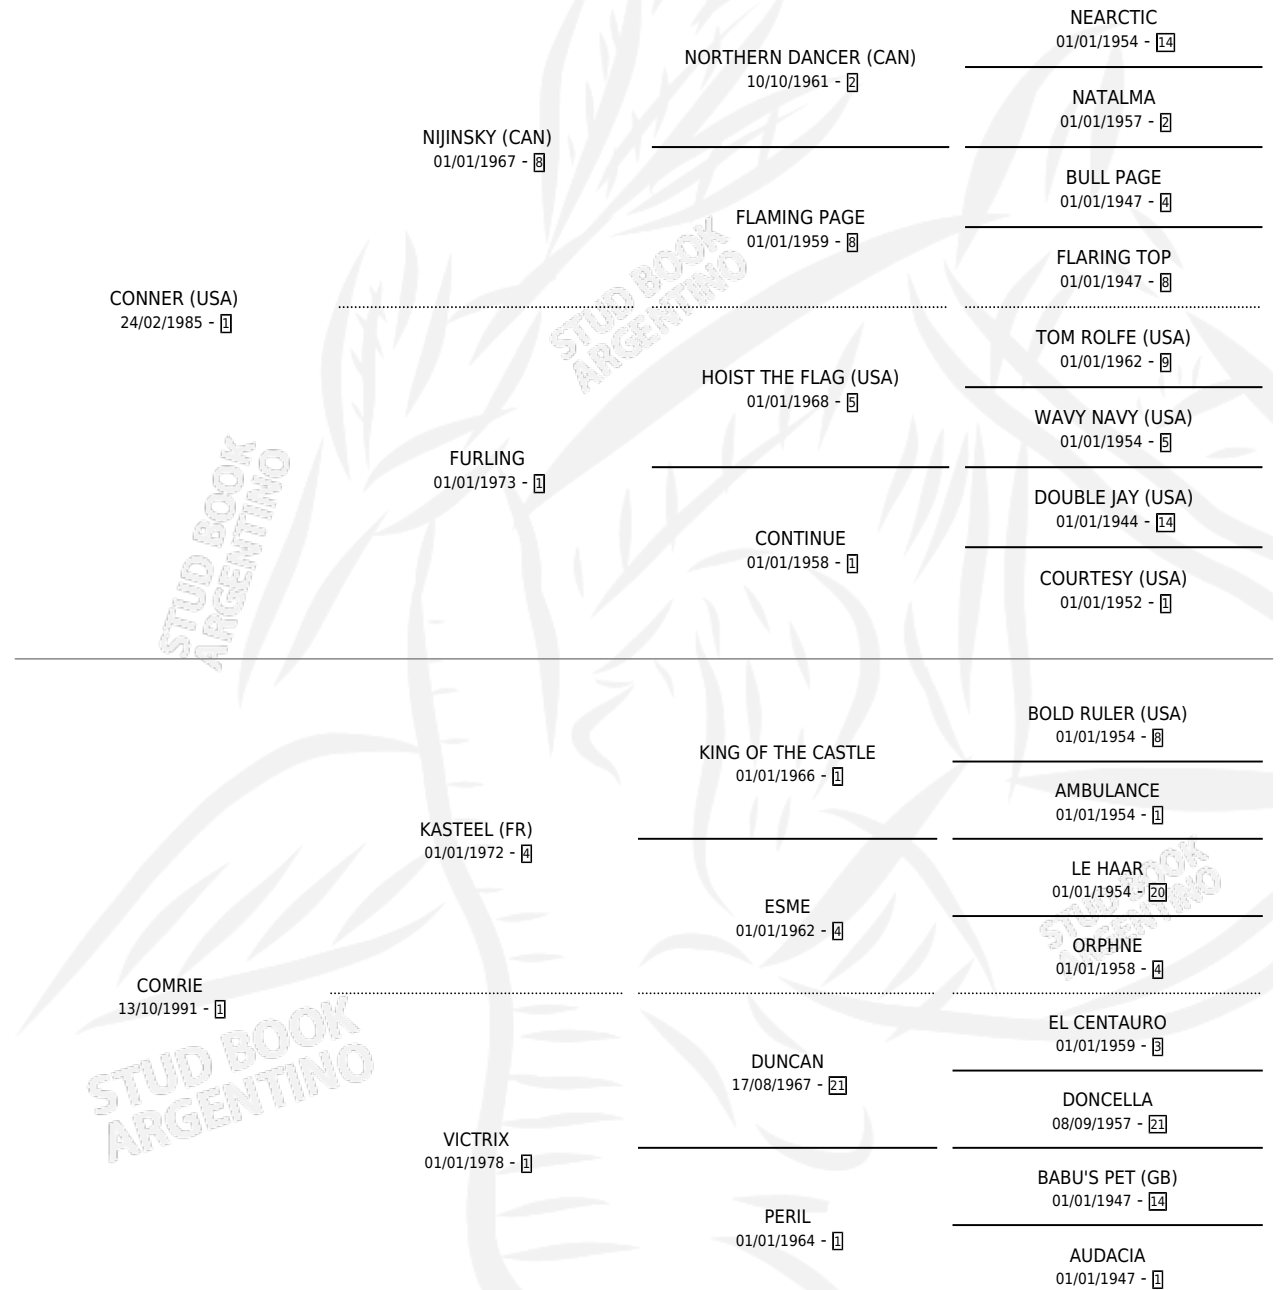 NEARCTIC
01/01/1954 - 14
NORTHERN DANCER (CAN)
10/10/1961 - 2
NATALMA
01/01/1957 - 2
NIJINSKY (CAN)
01/01/1967 - 8
BULL PAGE
01/01/1947 - 4
FLAMING PAGE
01/01/1959 - 8
FLARING TOP
01/01/1947 - 8
CONNER (USA)
24/02/1985 - 1
TOM ROLFE (USA)
01/01/1962 - 9
HOIST THE FLAG (USA)
01/01/1968 - 5
WAVY NAVY (USA)
01/01/1954 - 5
FURLING
01/01/1973 - 1
DOUBLE JAY (USA)
01/01/1944 - 14
CONTINUE
01/01/1958 - 1
COURTESY (USA)
01/01/1952 - 1
BOLD RULER (USA)
01/01/1954 - 8
KING OF THE CASTLE
01/01/1966 - 1
AMBULANCE
01/01/1954 - 1
KASTEEL (FR)
01/01/1972 - 4
LE HAAR
01/01/1954 - 20
ESME
01/01/1962 - 4
ORPHNE
01/01/1958 - 4
COMRIE
13/10/1991 - 1
EL CENTAURO
01/01/1959 - 3
DUNCAN
17/08/1967 - 21
DONCELLA
08/09/1957 - 21
VICTRIX
01/01/1978 - 1
BABU'S PET (GB)
01/01/1947 - 14
PERIL
01/01/1964 - 1
AUDACIA
01/01/1947 - 1
STUD BOOK
ARGENTINO
STUD BOOK
ARGENTINO
STUD BOOK
ARGENTINO
STUD BOOK
ARGENTINO